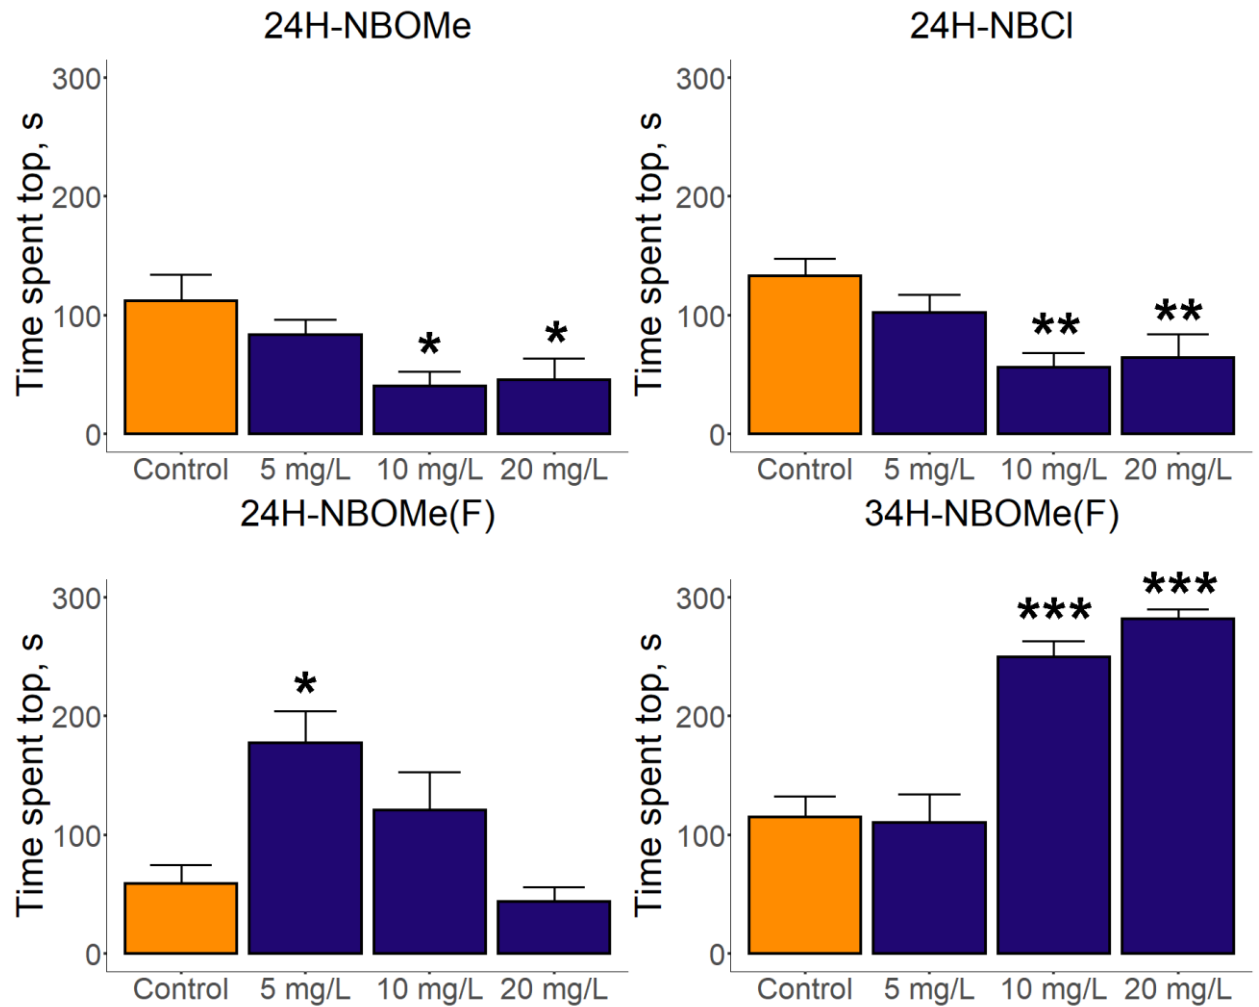 24H-NBOMe
Time spent top, s
300
200
100
0
*
*
Control 5 mg/L 10 mg/L 20 mg/L
24H-NBCl
Time spent top, s
300
200
100
0
**
**
Control 5 mg/L 10 mg/L 20 mg/L
24H-NBOMe(F)
Time spent top, s
300
200
100
0
*
Control 5 mg/L 10 mg/L 20 mg/L
34H-NBOMe(F)
Time spent top, s
300
200
100
0
***
***
Control 5 mg/L 10 mg/L 20 mg/L